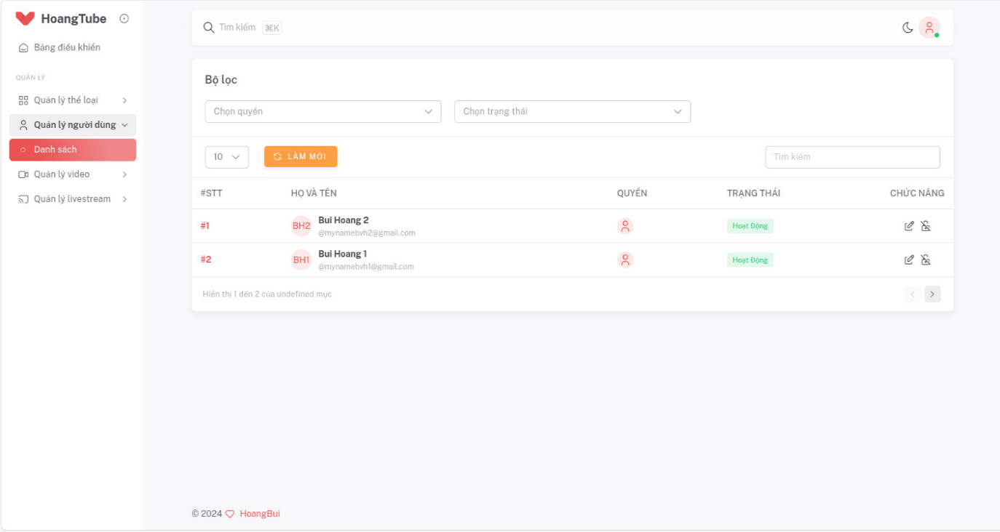 HoangTube
Tìm kiếm ⌘K
Bảng điều khiển
QUẢN LÝ
Quản lý thể loại
Quản lý người dùng
Danh sách
Quản lý video
Quản lý livestream
Bộ lọc
Chọn quyền
Chọn trạng thái
10
LÀM MỚI
Tìm kiếm
#STT HỌ VÀ TÊN QUYỀN TRẠNG THÁI CHỨC NĂNG
#1 BH2 Bui Hoang 2 Hoạt Động
@mynamebvh2@gmail.com
#2 BH1 Bui Hoang 1 Hoạt Động
@mynamebvh1@gmail.com
Hiển thị 1 đến 2 của undefined mục
© 2024 HoangBui